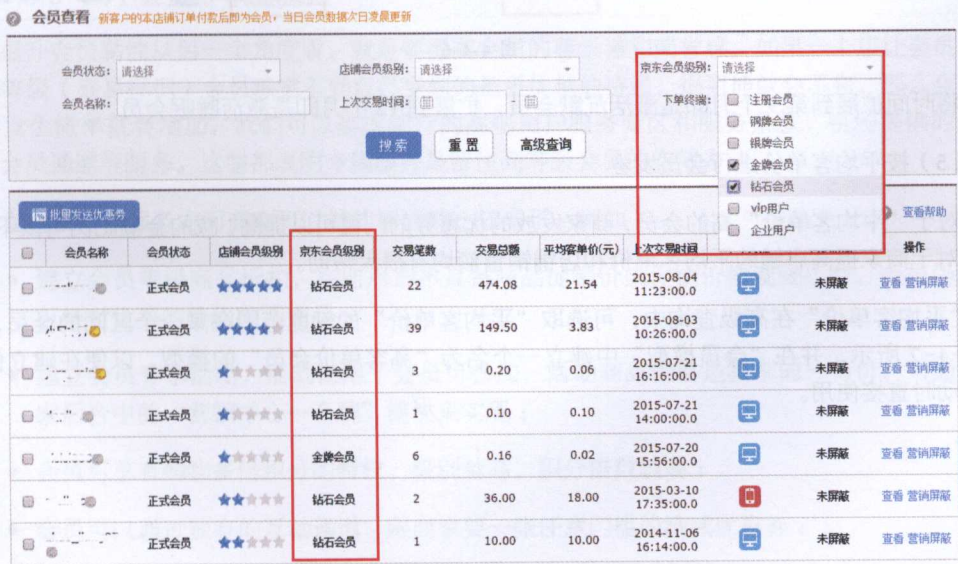 会员查看 新客户的本店铺订单付款后即为会员，当日会员数据次日凌晨更新
会员状态： 请选择 店铺会员级别： 请选择 京东会员级别： 请选择
会员名称： 上次交易时间： 下单终端：
注册会员
铜牌会员
银牌会员
金牌会员
钻石会员
vip用户
企业用户
搜索 重置 高级查询
批量发送优惠券 查看帮助
会员名称 会员状态 店铺会员级别 京东会员级别 交易笔数 交易总额 平均客单价(元) 上次交易时间 操作
正式会员 钻石会员 22 474.08 21.54 2015-08-04 11:23:00.0 未屏蔽 查看 营销屏蔽
正式会员 钻石会员 39 149.50 3.83 2015-08-03 10:26:00.0 未屏蔽 查看 营销屏蔽
正式会员 钻石会员 3 0.20 0.06 2015-07-21 16:16:00.0 未屏蔽 查看 营销屏蔽
正式会员 钻石会员 1 0.10 0.10 2015-07-21 14:00:00.0 未屏蔽 查看 营销屏蔽
正式会员 金牌会员 6 0.16 0.02 2015-07-20 15:56:00.0 未屏蔽 查看 营销屏蔽
正式会员 钻石会员 2 36.00 18.00 2015-03-10 17:35:00.0 未屏蔽 查看 营销屏蔽
正式会员 钻石会员 1 10.00 10.00 2014-11-06 16:14:00.0 未屏蔽 查看 营销屏蔽